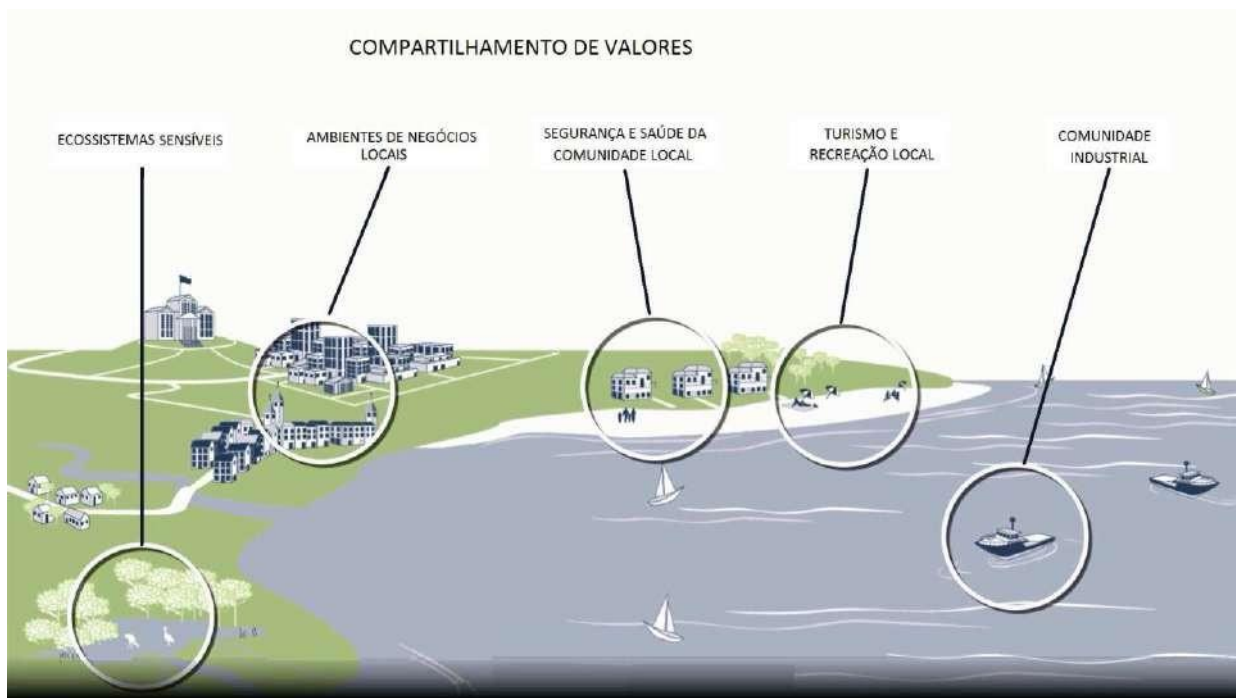 COMPARTILHAMENTO DE VALORES
ECOSSISTEMAS SENSÍVEIS
AMBIENTES DE NEGÓCIOS
LOCAIS
SEGURANÇA E SAÚDE DA
COMUNIDADE LOCAL
TURISMO E
RECREAÇÃO LOCAL
COMUNIDADE
INDUSTRIAL